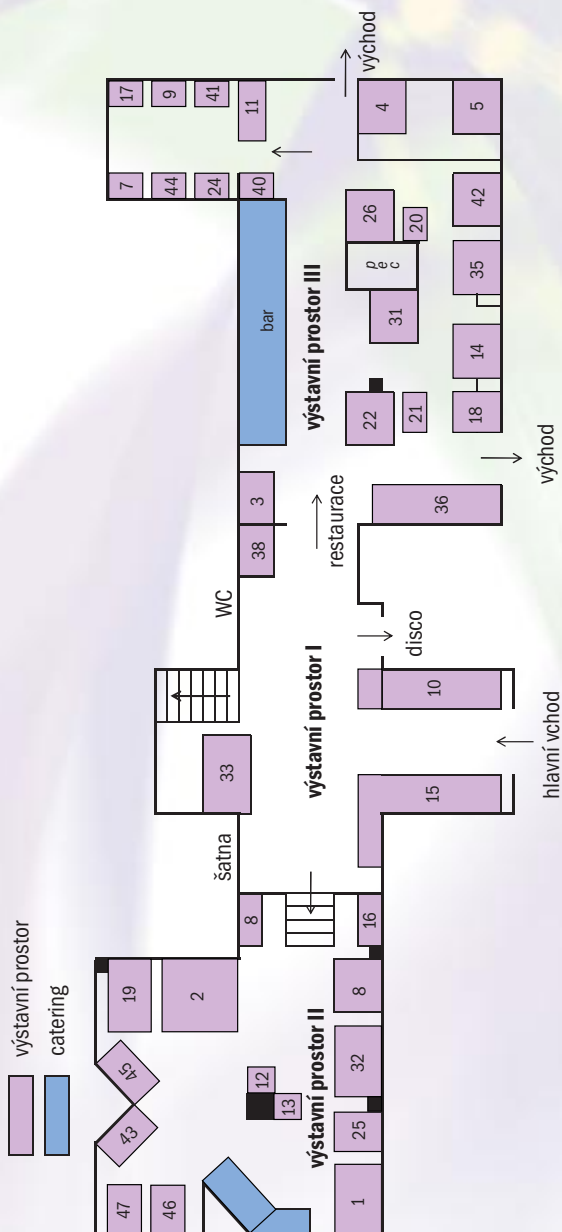 výstavní prostor
catering
47
46
43
45
19
2
12
13
výstavní prostor II
1
25
32
8
16
8
šatna
33
výstavní prostor I
15
hlavní vchod
10
disco
WC
38
3
restaurace
36
východ
výstavní prostor III
bar
22
21
18
14
31
pec
26
20
35
42
40
7
44
24
17
9
41
11
4
5
východ